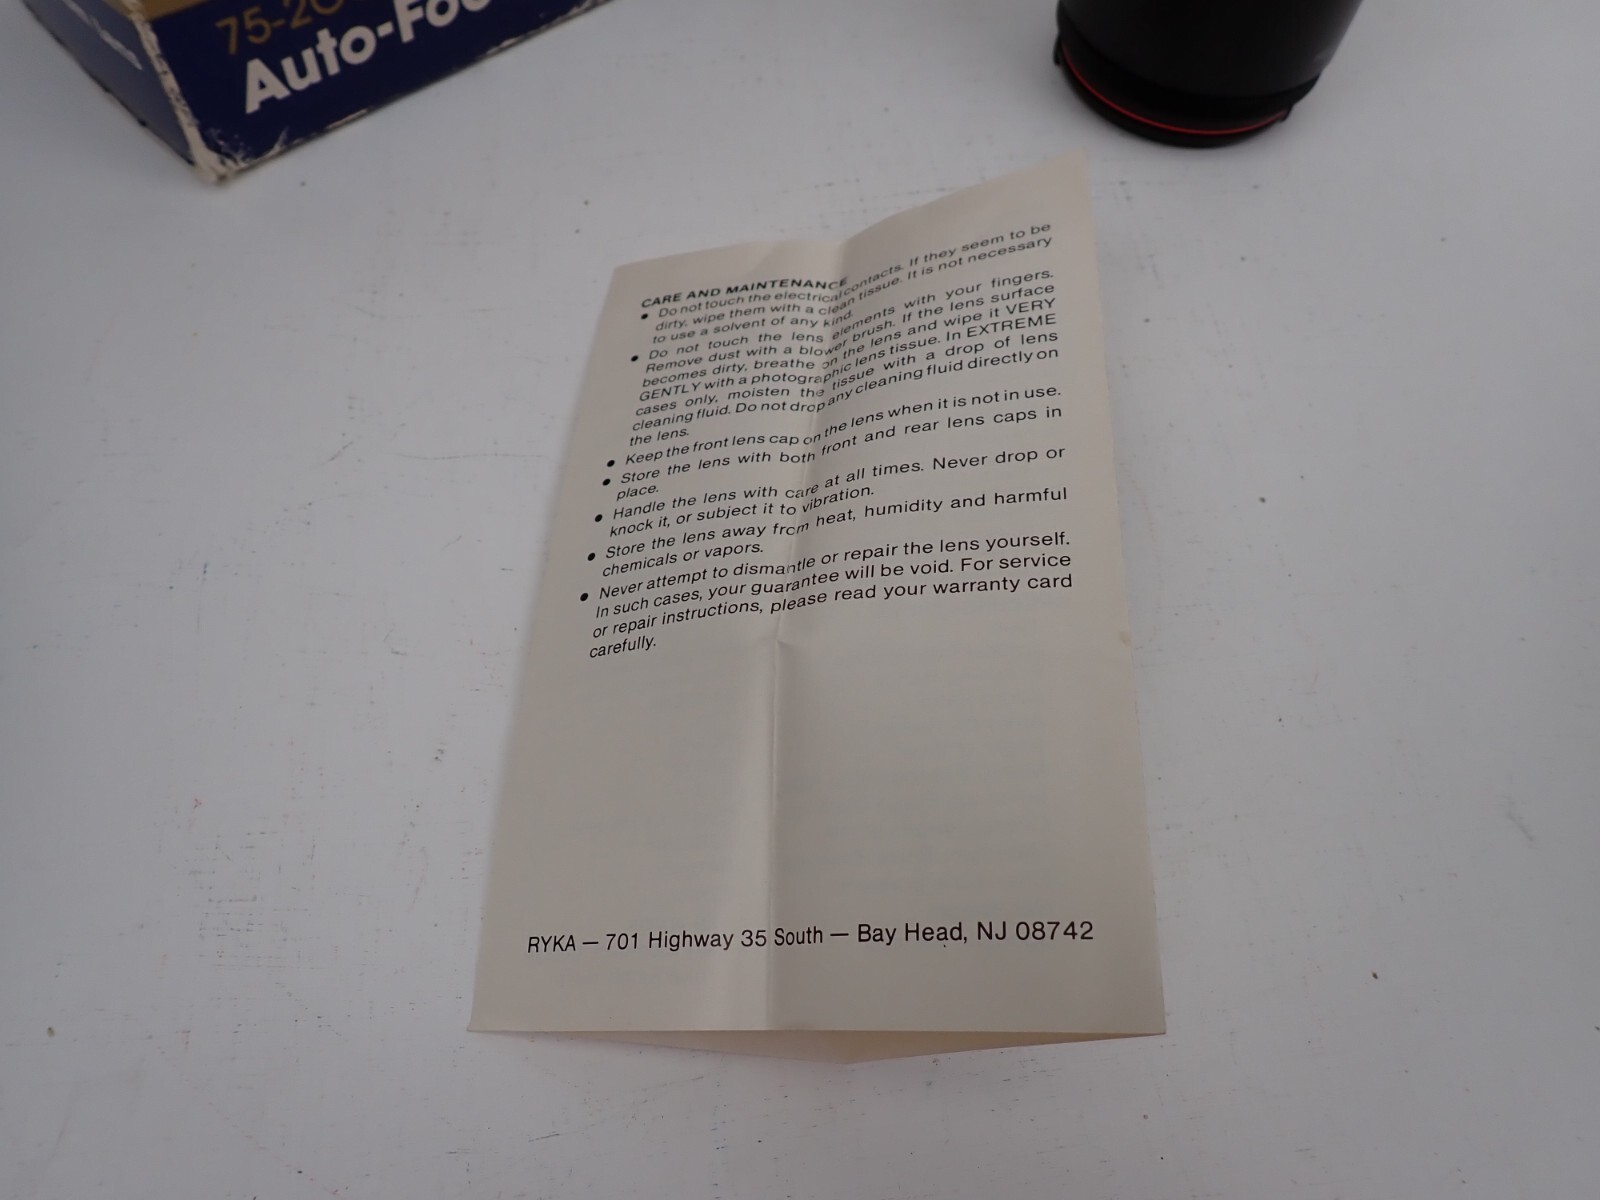 Auto-Fo
CARE AND MAINTENANCE
● Do not touch the electrical contacts. If they seem to be
dirty, wipe them with a clean tissue. It is not necessary
to use a solvent of any kind.
● Do not touch the lens elements with your fingers.
Remove dust with a blower brush. If the lens surface
becomes dirty, breathe on the lens and wipe it VERY
GENTLY with a photographic lens tissue. In EXTREME
cases only, moisten the tissue with a drop of lens
cleaning fluid. Do not drop any cleaning fluid directly on
the lens.
● Keep the front lens cap on the lens when it is not in use.
● Store the lens with both front and rear lens caps in
place.
● Handle the lens with care at all times. Never drop or
knock it, or subject it to vibration.
● Store the lens away from heat, humidity and harmful
chemicals or vapors.
● Never attempt to dismantle or repair the lens yourself.
In such cases, your guarantee will be void. For service
or repair instructions, please read your warranty card
carefully.
RYKA — 701 Highway 35 South — Bay Head, NJ 08742